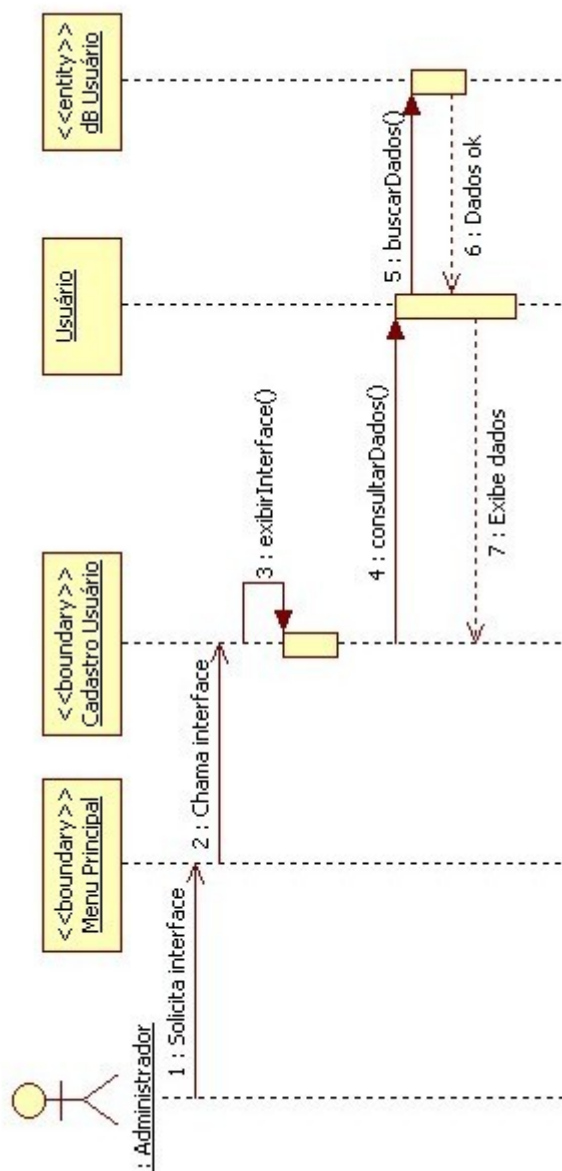 : Administrador
<<boundary>>
Menu Principal
<<boundary>>
Cadastro Usuário
Usuário
<<entity>>
dB Usuário
1 : Solicita interface
2 : Chama interface
3 : exibirInterface()
4 : consultarDados()
5 : buscarDados()
6 : Dados ok
7 : Exibe dados